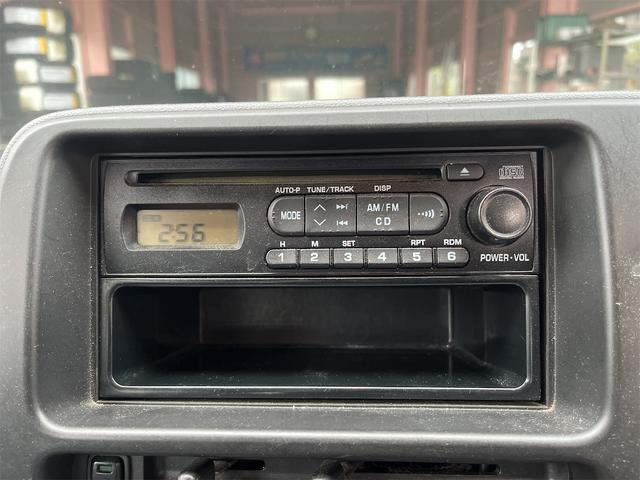 AUTO-P TUNE/TRACK DISP
MODE
AM/FM
CD
2:56
H M SET RPT RDM
1 2 3 4 5 6
POWER-VOL
disc